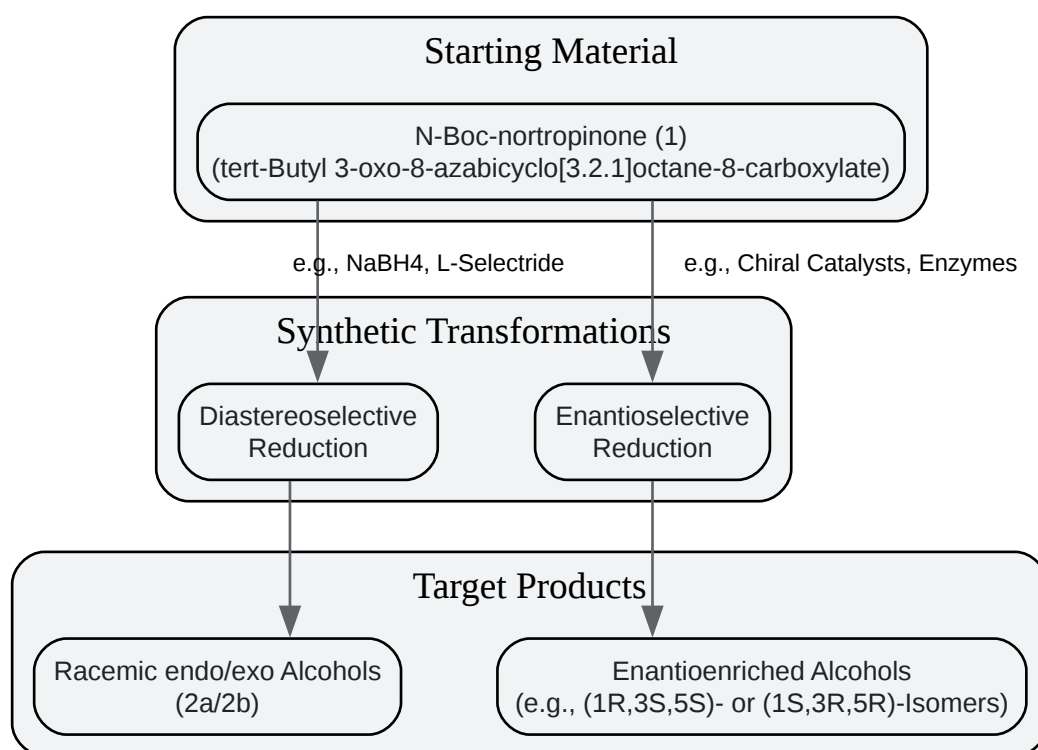 Starting Material
N-Boc-nortropinone (1)
(tert-Butyl 3-oxo-8-azabicyclo[3.2.1]octane-8-carboxylate)
e.g., NaBH4, L-Selectride
e.g., Chiral Catalysts, Enzymes
Synthetic Transformations
Diastereoselective
Reduction
Enantioselective
Reduction
Target Products
Racemic endo/exo Alcohols
(2a/2b)
Enantioenriched Alcohols
(e.g., (1R,3S,5S)- or (1S,3R,5R)-Isomers)